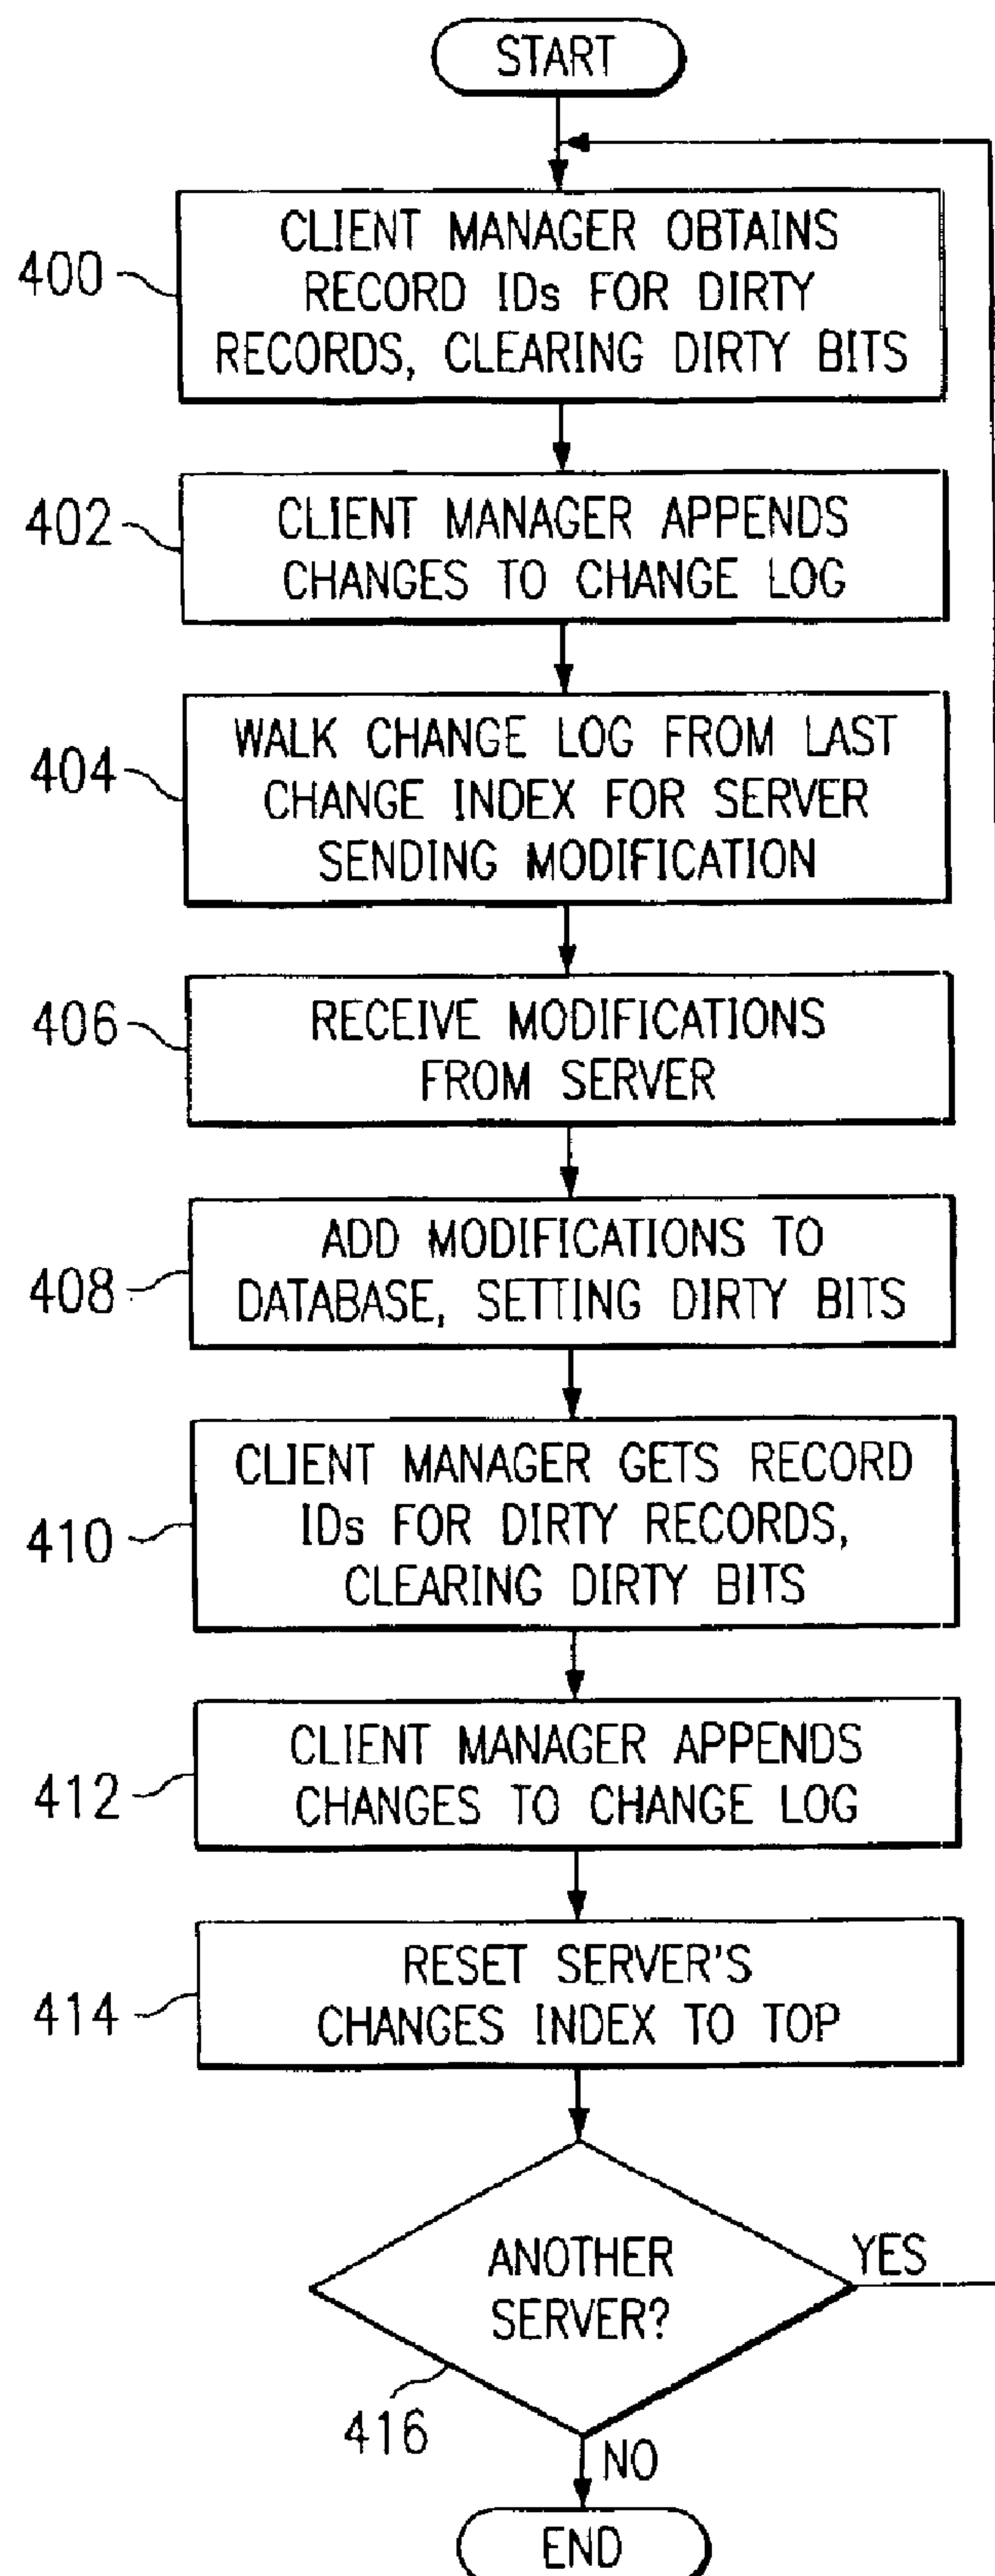 START
400
CLIENT MANAGER OBTAINS
RECORD IDs FOR DIRTY
RECORDS, CLEARING DIRTY BITS
402
CLIENT MANAGER APPENDS
CHANGES TO CHANGE LOG
404
WALK CHANGE LOG FROM LAST
CHANGE INDEX FOR SERVER
SENDING MODIFICATION
406
RECEIVE MODIFICATIONS
FROM SERVER
408
ADD MODIFICATIONS TO
DATABASE, SETTING DIRTY BITS
410
CLIENT MANAGER GETS RECORD
IDs FOR DIRTY RECORDS,
CLEARING DIRTY BITS
412
CLIENT MANAGER APPENDS
CHANGES TO CHANGE LOG
414
RESET SERVER'S
CHANGES INDEX TO TOP
ANOTHER
SERVER?
YES
416
NO
END